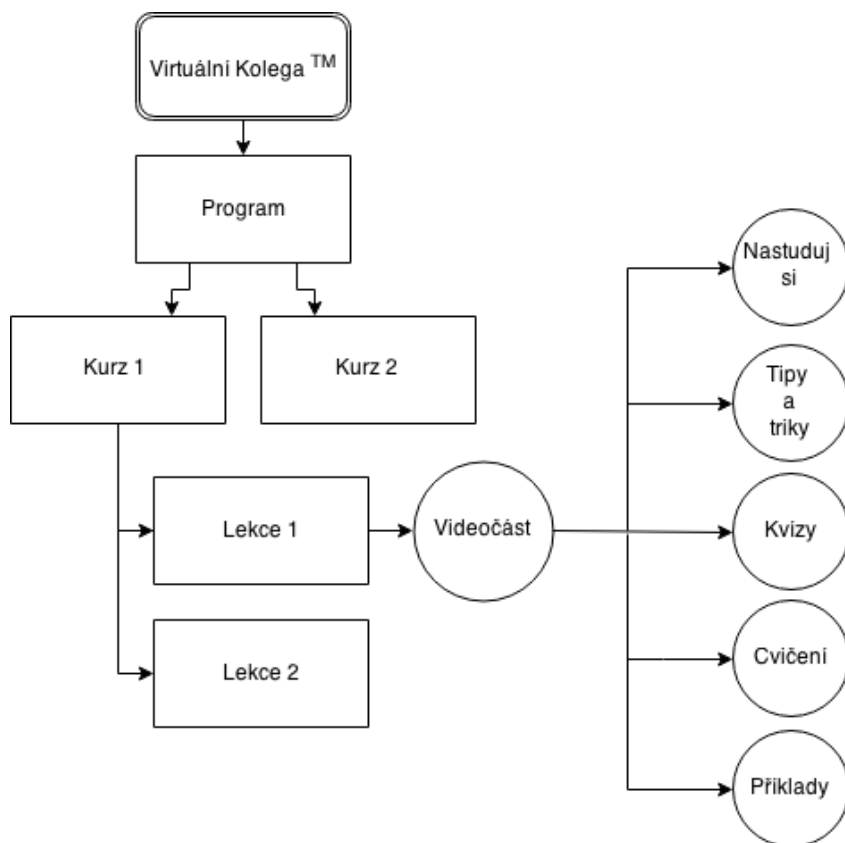 Virtuální Kolega TM
Program
Kurz 1
Kurz 2
Lekce 1
Lekce 2
Videočást
Nastuduj
si
Tipy
a
triky
Kvízy
Cvičení
Příklady